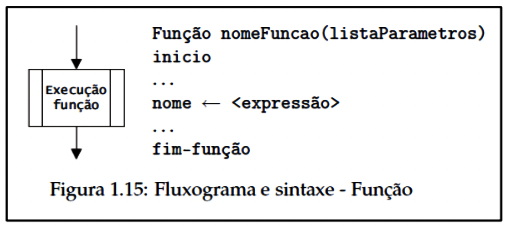 Execução
função
Função nomeFuncao(listaParametros)
inicio
...
nome ← <expressão>
...
fim-função
Figura 1.15: Fluxograma e sintaxe - Função